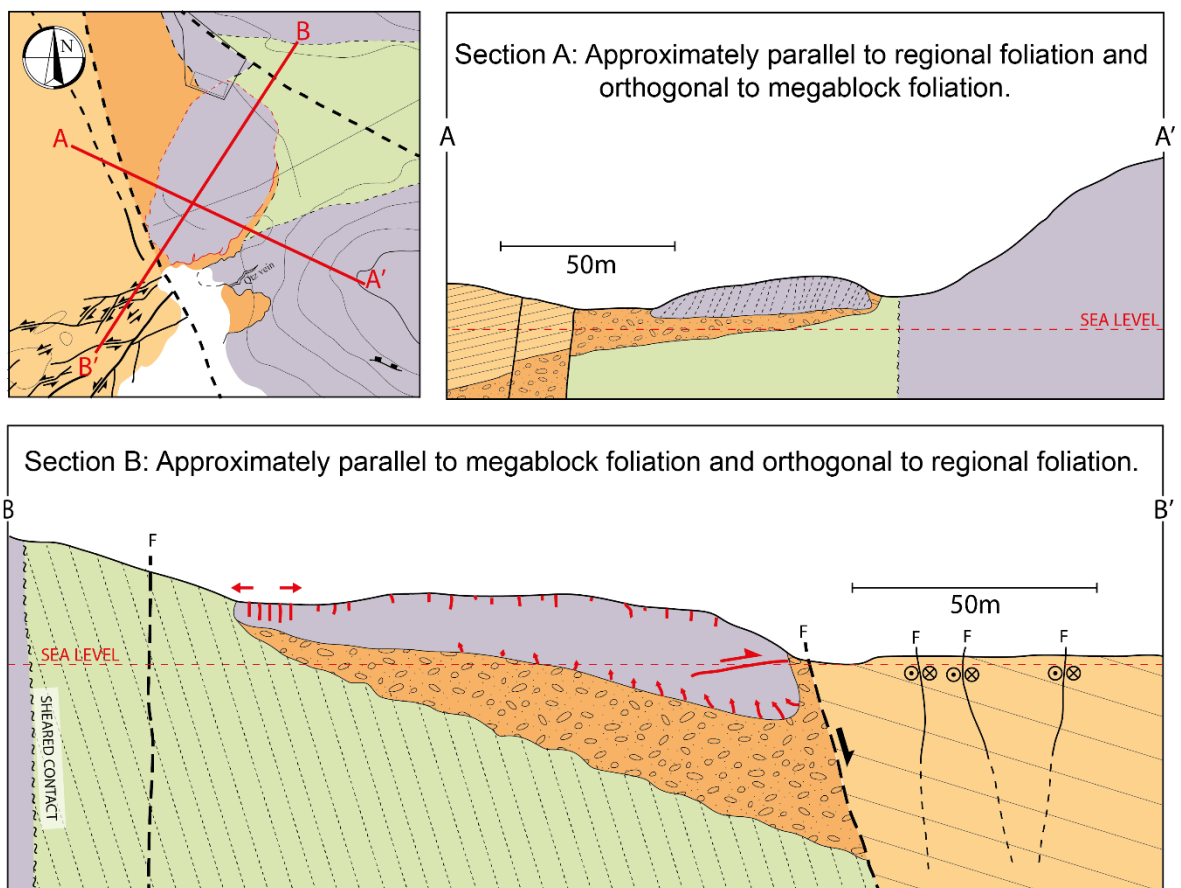 N
B
A
A'
B'
Qtz vein
Section A: Approximately parallel to regional foliation and
orthogonal to megablock foliation.
A
A'
50m
SEA LEVEL
Section B: Approximately parallel to megablock foliation and orthogonal to regional foliation.
B
B'
F
50m
SEA LEVEL
F
F
F
F
SHEARED CONTACT